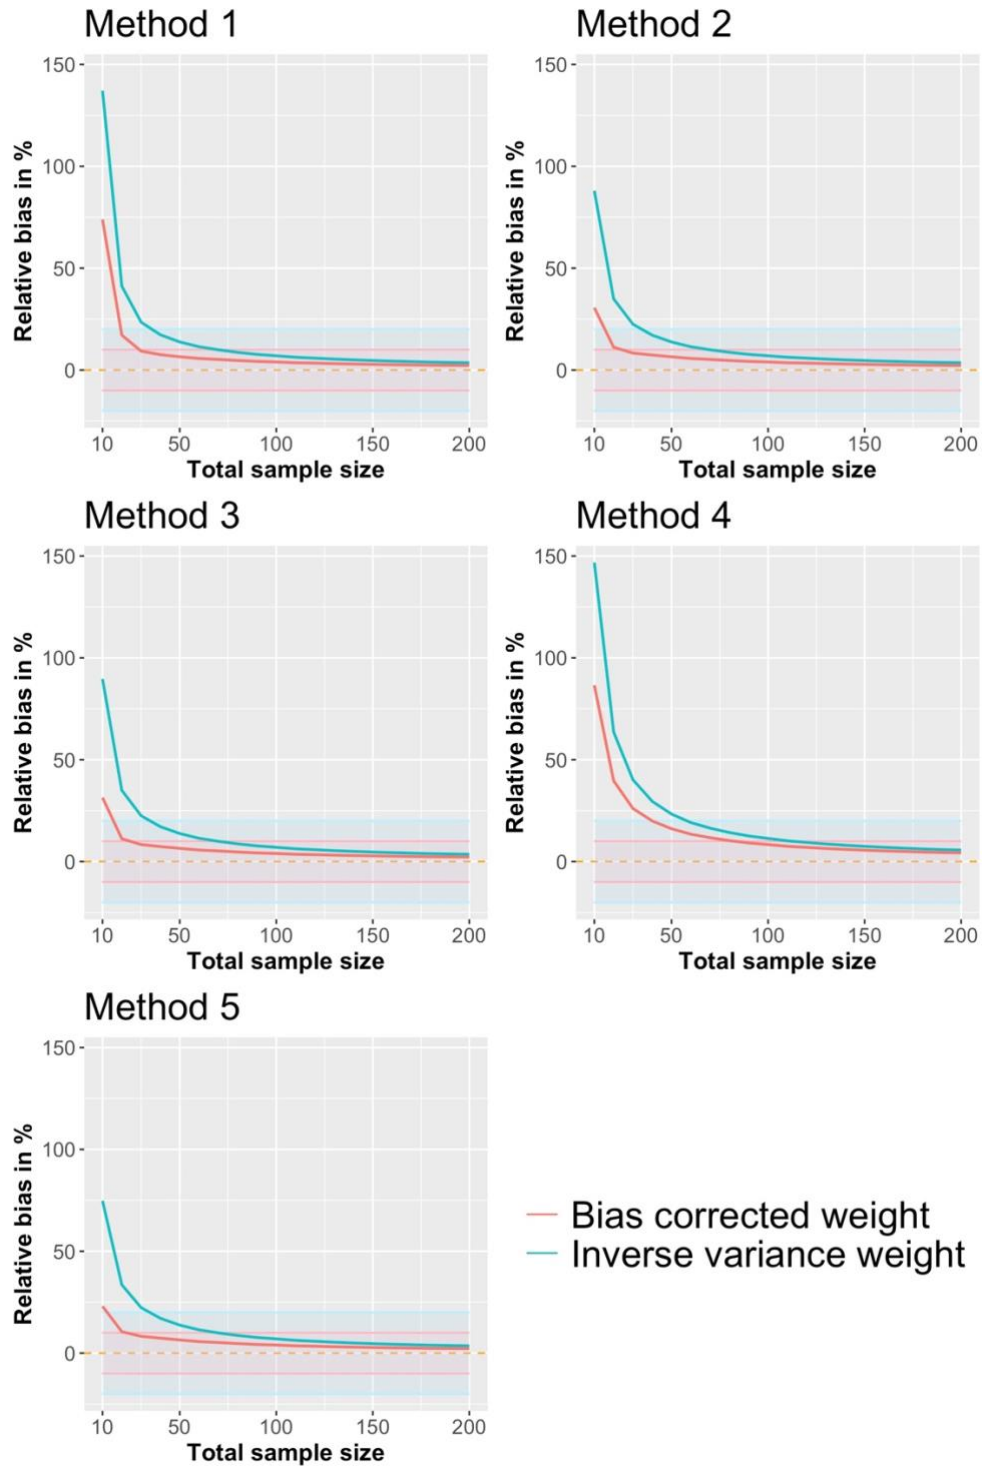 Method 1
Method 2
150
100
50
0
Relative bias in %
10 50 100 150 200
Total sample size
150
100
50
0
Relative bias in %
10 50 100 150 200
Total sample size
Method 3
Method 4
150
100
50
0
Relative bias in %
10 50 100 150 200
Total sample size
150
100
50
0
Relative bias in %
10 50 100 150 200
Total sample size
Method 5
150
100
50
0
Relative bias in %
10 50 100 150 200
Total sample size
Bias corrected weight
Inverse variance weight